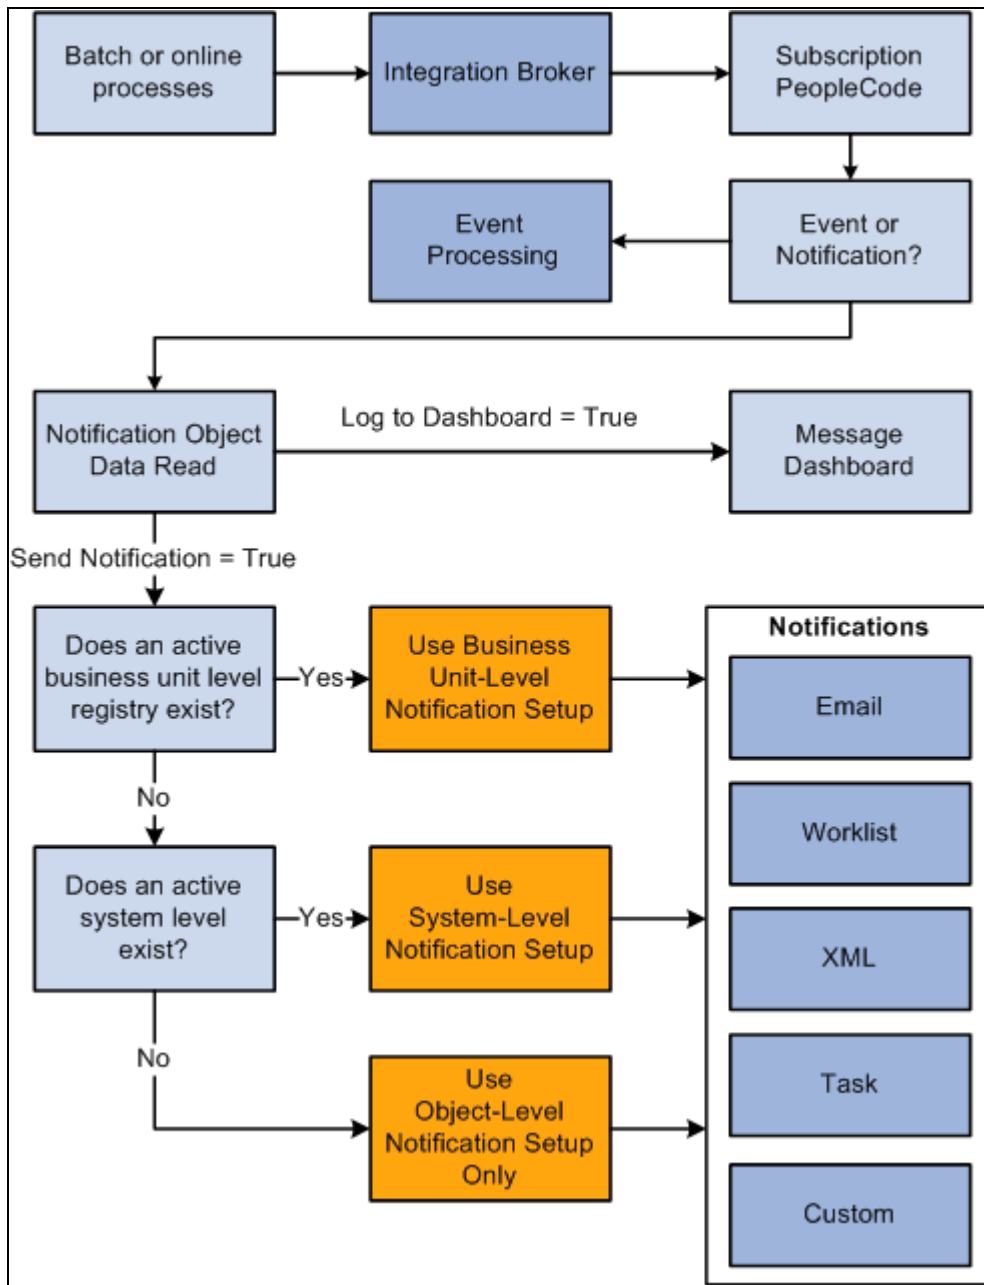 Batch or online
processes
Integration Broker
Subscription
PeopleCode
Event
Processing
Event or
Notification?
Notification Object
Data Read
Log to Dashboard = True
Message
Dashboard
Send Notification = True
Does an active
business unit level
registry exist?
Yes
Use Business
Unit-Level
Notification Setup
Notifications
Email
Worklist
XML
Task
Custom
No
Does an active
system level
exist?
Yes
Use
System-Level
Notification Setup
No
Use
Object-Level
Notification Setup
Only